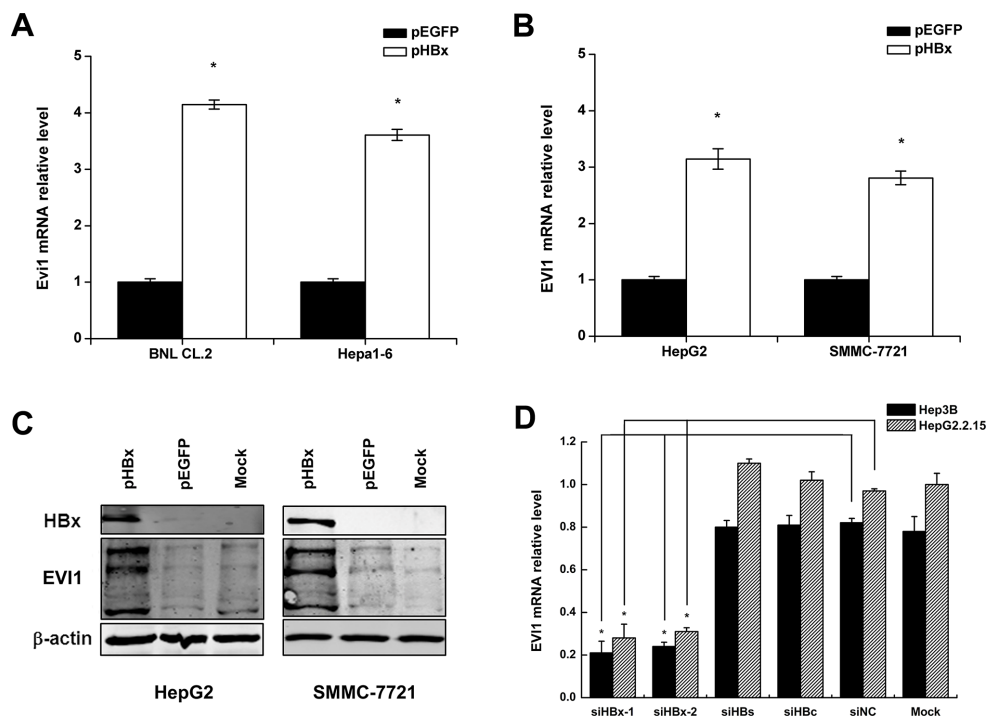 A
pEGFP
pHBx
Evi1 mRNA relative level
5
4
3
2
1
0
*
*
BNL CL.2
Hepa1-6
B
pEGFP
pHBx
EVI1 mRNA relative level
5
4
3
2
1
0
*
*
HepG2
SMMC-7721
C
pHBx
pEGFP
Mock
pHBx
pEGFP
Mock
HBx
EVI1
β-actin
HepG2
SMMC-7721
D
Hep3B
HepG2.2.15
EVI1 mRNA relative level
1.2
1.0
0.8
0.6
0.4
0.2
0.0
*
*
*
*
siHBx-1
siHBx-2
siHBs
siHBc
siNC
Mock